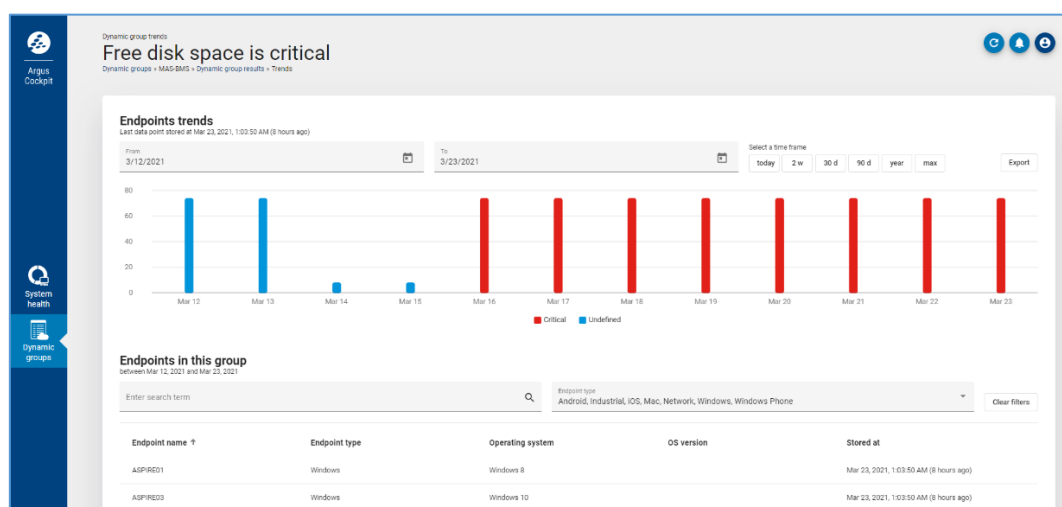 Argus
Cockpit
System
health
Dynamic
groups
Dynamic group trends
Free disk space is critical
Dynamic groups » MAS-BMS » Dynamic group results » Trends
Endpoints trends
Last data point stored at Mar 23, 2021, 1:03:50 AM (8 hours ago)
From
3/12/2021
To
3/23/2021
Select a time frame
today 2 w 30 d 90 d year max
Export
80
60
40
20
0
Mar 12 Mar 13 Mar 14 Mar 15 Mar 16 Mar 17 Mar 18 Mar 19 Mar 20 Mar 21 Mar 22 Mar 23
Critical Undefined
Endpoints in this group
between Mar 12, 2021 and Mar 23, 2021
Enter search term
Endpoint type
Android, Industrial, iOS, Mac, Network, Windows, Windows Phone
Clear filters
Endpoint name ↑ Endpoint type Operating system OS version Stored at
ASPIRE01 Windows Windows 8 Mar 23, 2021, 1:03:50 AM (8 hours ago)
ASPIRE03 Windows Windows 10 Mar 23, 2021, 1:03:50 AM (8 hours ago)